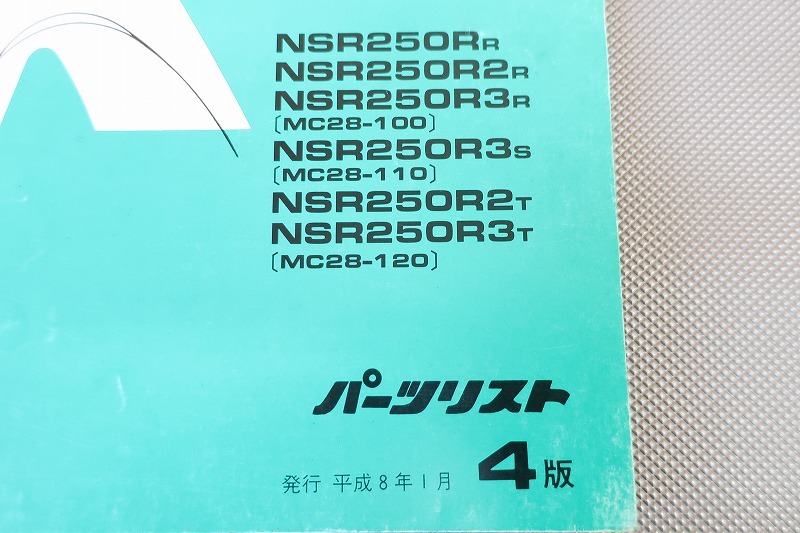 NSR250RR
NSR250R2R
NSR250R3R
〔MC28-100〕
NSR250R3S
〔MC28-110〕
NSR250R2T
NSR250R3T
〔MC28-120〕
パーツリスト
発行 平成8年1月 4版